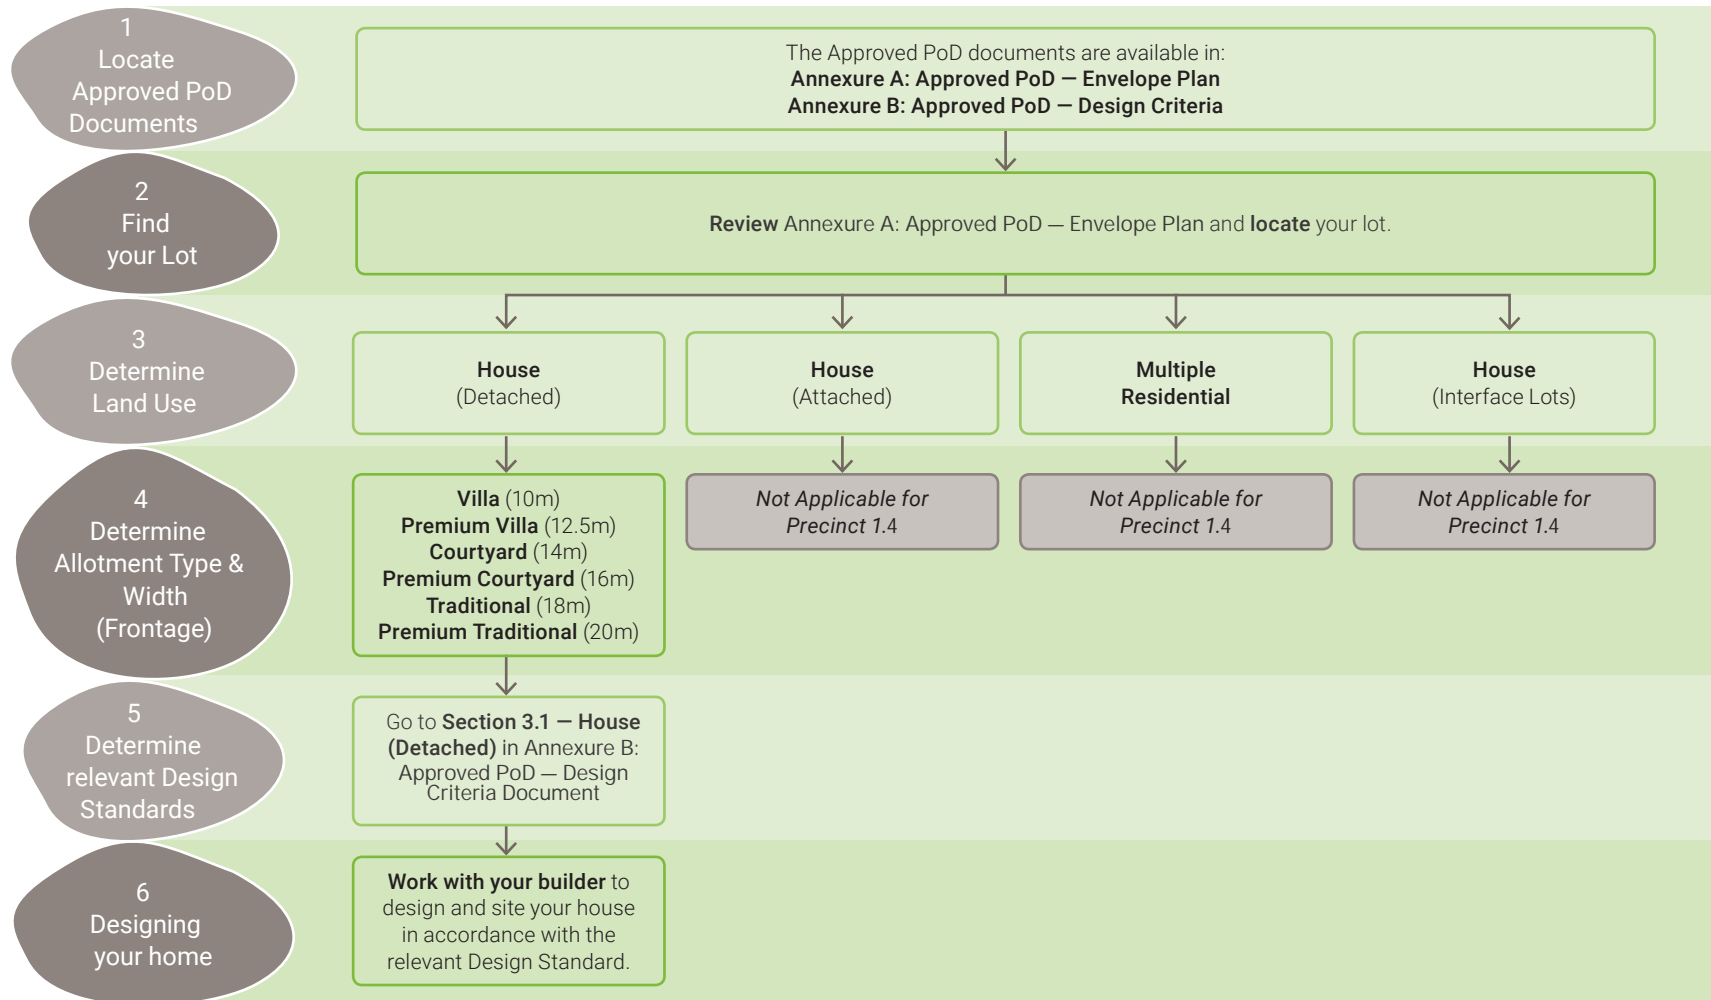 1
Locate
Approved PoD
Documents
The Approved PoD documents are available in:
Annexure A: Approved PoD — Envelope Plan
Annexure B: Approved PoD — Design Criteria
2
Find
your Lot
Review Annexure A: Approved PoD — Envelope Plan and locate your lot.
3
Determine
Land Use
House
(Detached)
House
(Attached)
Multiple
Residential
House
(Interface Lots)
4
Determine
Allotment Type &
Width
(Frontage)
Villa (10m)
Premium Villa (12.5m)
Courtyard (14m)
Premium Courtyard (16m)
Traditional (18m)
Premium Traditional (20m)
Not Applicable for
Precinct 1.4
Not Applicable for
Precinct 1.4
Not Applicable for
Precinct 1.4
5
Determine
relevant Design
Standards
Go to Section 3.1 — House
(Detached) in Annexure B:
Approved PoD — Design
Criteria Document
6
Designing
your home
Work with your builder to
design and site your house
in accordance with the
relevant Design Standard.